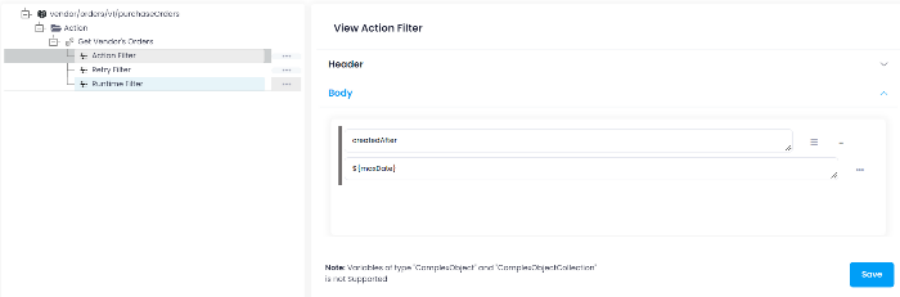 vendor/orders/v1/purchaseOrders
Action
Get Vendor's Orders
Action Filter
Retry Filter
Runtime Filter
View Action Filter
Header
Body
createdAfter
${maxDate}
Note: Variables of type "ComplexObject" and "ComplexObjectCollection"
is not Supported
Save